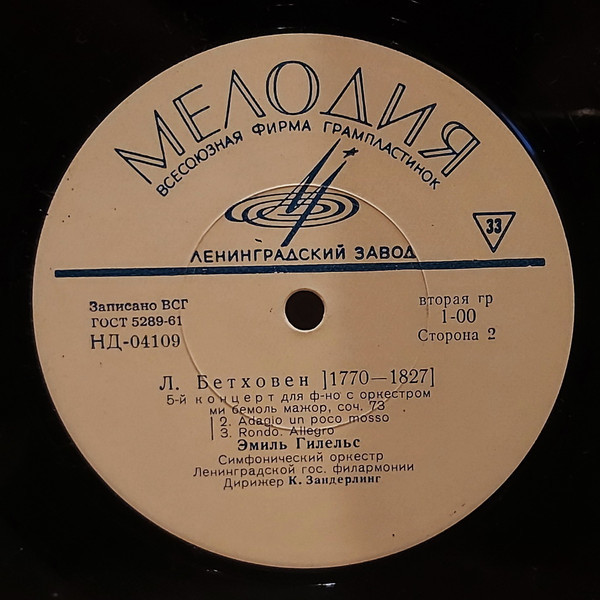 МЕЛОДИЯ
ВСЕСОЮЗНАЯ ФИРМА ГРАМПЛАСТИНОК
33
ЛЕНИНГРАДСКИЙ ЗАВОД
Записано ВСГ
ГОСТ 5289-61
НД-04109
вторая гр
1-00
Сторона 2
Л. Бетховен ]1770—1827]
5-й концерт для ф-но с оркестром
ми бемоль мажор, соч. 73
2. Adagio un poco mosso
3. Rondo. Allegro
Эмиль Гилельс
Симфонический оркестр
Ленинградской гос. филармонии
Дирижер К. Зандерлинг